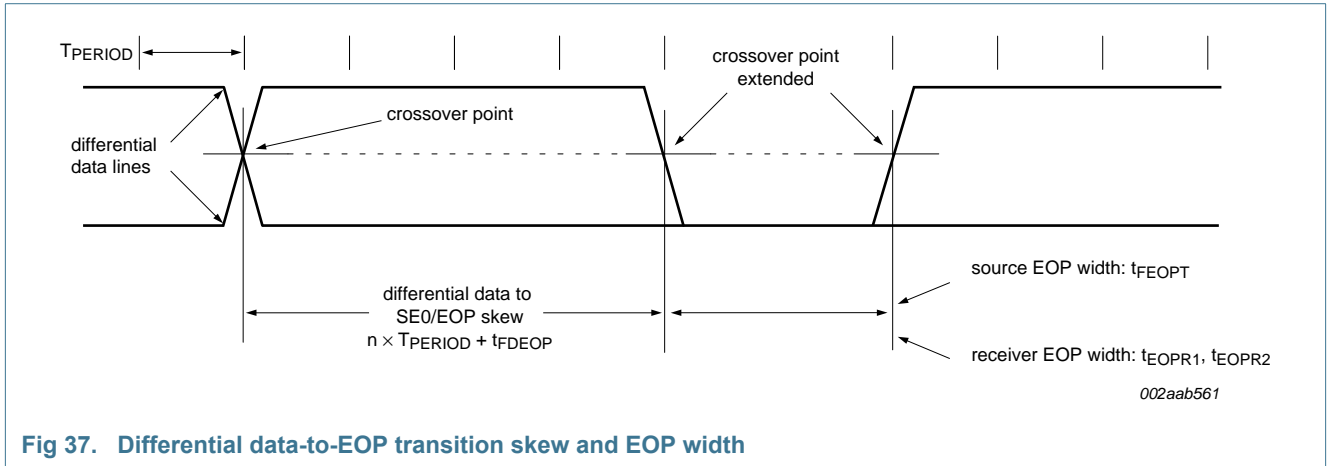 TPERIOD
crossover point
extended
crossover point
differential
data lines
source EOP width: tFEOPT
differential data to
SE0/EOP skew
n × TPERIOD + tFDEOP
receiver EOP width: tEOPR1, tEOPR2
002aab561
Fig 37. Differential data-to-EOP transition skew and EOP width